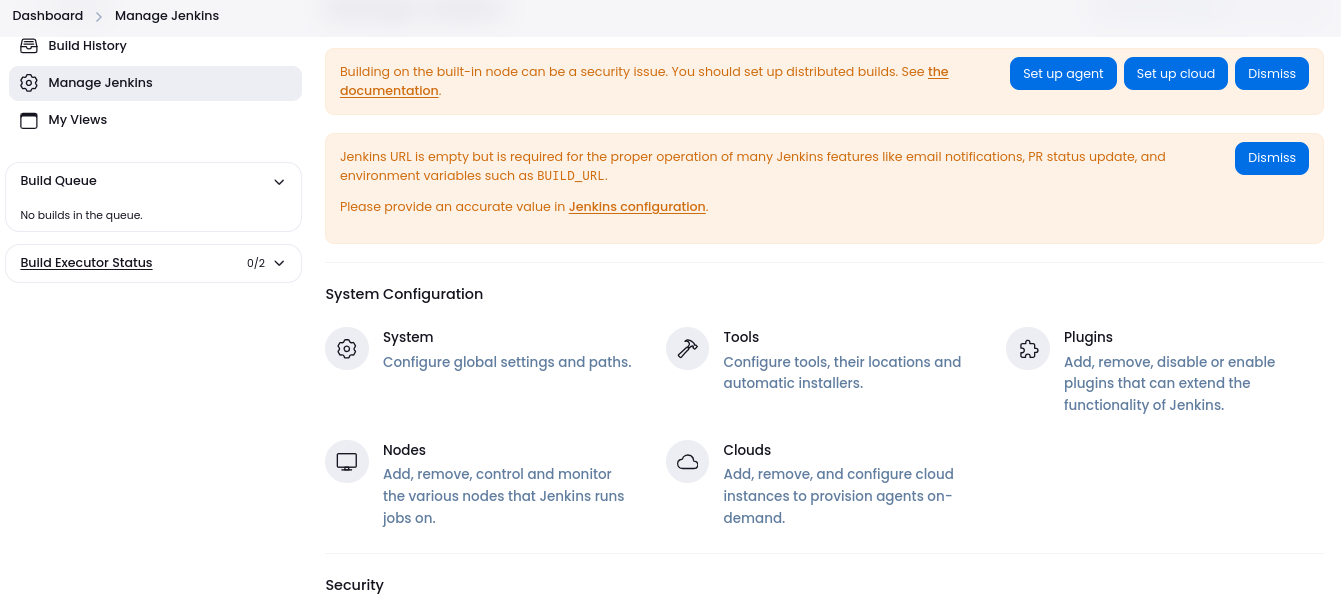 Dashboard
Manage Jenkins
Build History
Manage Jenkins
My Views
Build Queue
No builds in the queue.
Build Executor Status 0/2
Building on the built-in node can be a security issue. You should set up distributed builds. See the
documentation.
Set up agent
Set up cloud
Dismiss
Jenkins URL is empty but is required for the proper operation of many Jenkins features like email notifications, PR status update, and
environment variables such as BUILD_URL.
Please provide an accurate value in Jenkins configuration.
Dismiss
System Configuration
System
Configure global settings and paths.
Tools
Configure tools, their locations and
automatic installers.
Plugins
Add, remove, disable or enable
plugins that can extend the
functionality of Jenkins.
Nodes
Add, remove, control and monitor
the various nodes that Jenkins runs
jobs on.
Clouds
Add, remove, and configure cloud
instances to provision agents on-
demand.
Security